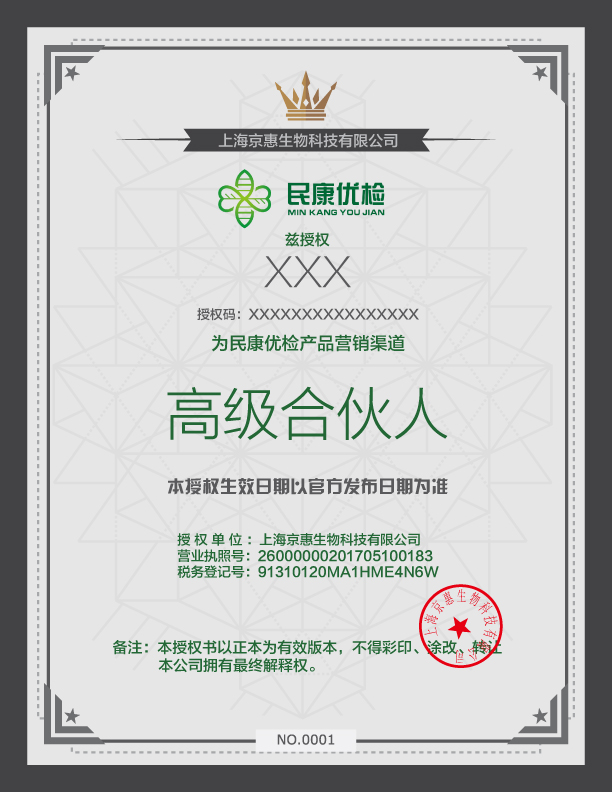 上海京惠生物科技有限公司
民康优检
MIN KANG YOU JIAN
兹授权
XXX
授权码：XXXXXXXXXXXXXXXX
为民康优检产品营销渠道
高级合伙人
本授权生效日期以官方发布日期为准
授 权 单 位 ：上海京惠生物科技有限公司
营业执照号：26000000201705100183
税务登记号：91310120MA1HME4N6W
上海京惠生物科技有限公司
备注：本授权书以正本为有效版本，不得彩印、涂改、转让
本公司拥有最终解释权。
NO.0001